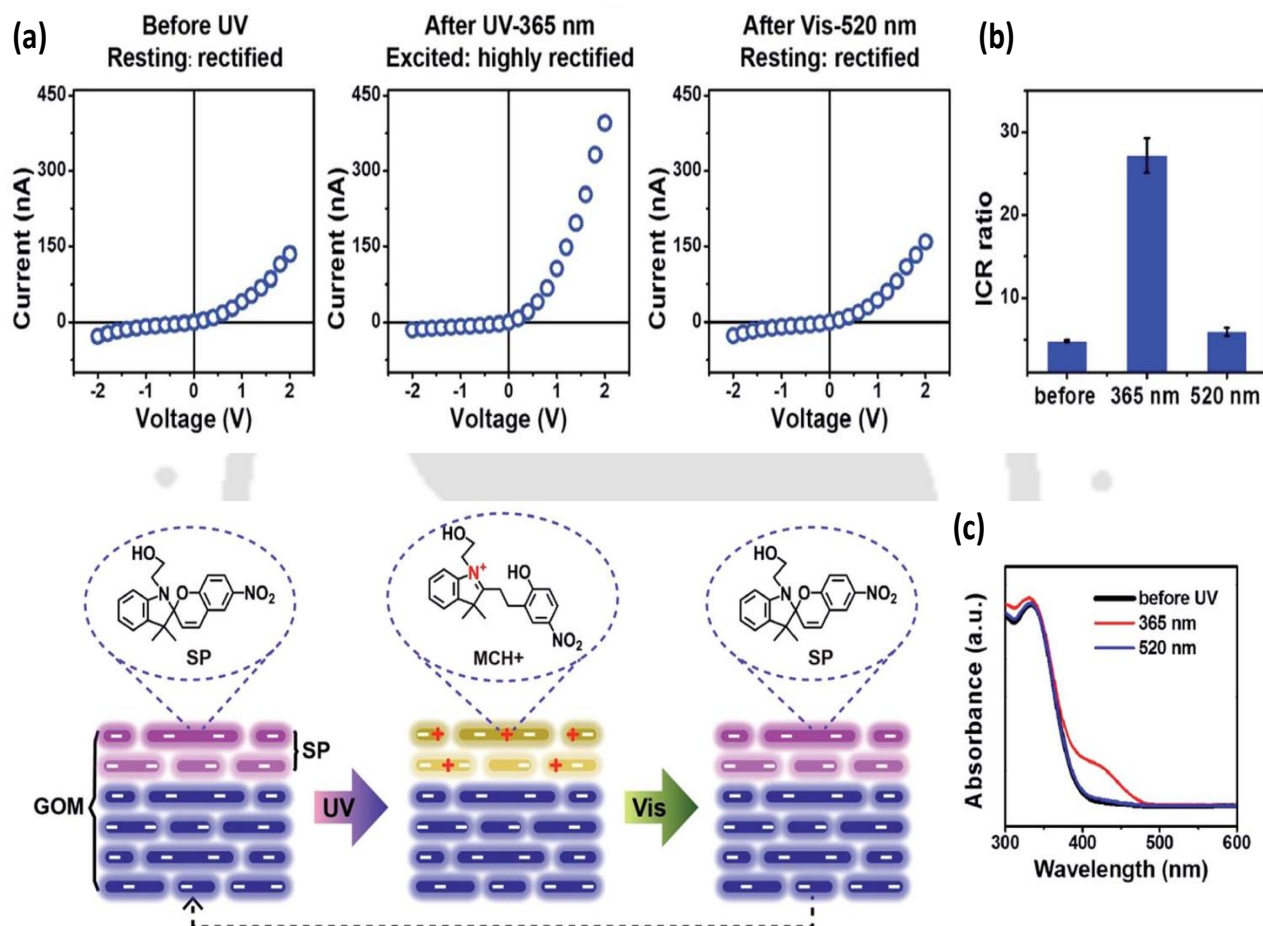 (a)
Before UV
Resting: rectified
After UV-365 nm
Excited: highly rectified
After Vis-520 nm
Resting: rectified
(b)
Current (nA)
450
300
150
0
-2 -1 0 1 2
Voltage (V)
Current (nA)
450
300
150
0
-2 -1 0 1 2
Voltage (V)
Current (nA)
450
300
150
0
-2 -1 0 1 2
Voltage (V)
ICR ratio
30
20
10
before 365 nm 520 nm
HO
N
O
NO₂
SP
HO
N⁺
HO
NO₂
MCH+
HO
N
O
NO₂
SP
GOM
SP
UV
Vis
(c)
Absorbance (a.u.)
before UV
365 nm
520 nm
300 400 500 600
Wavelength (nm)